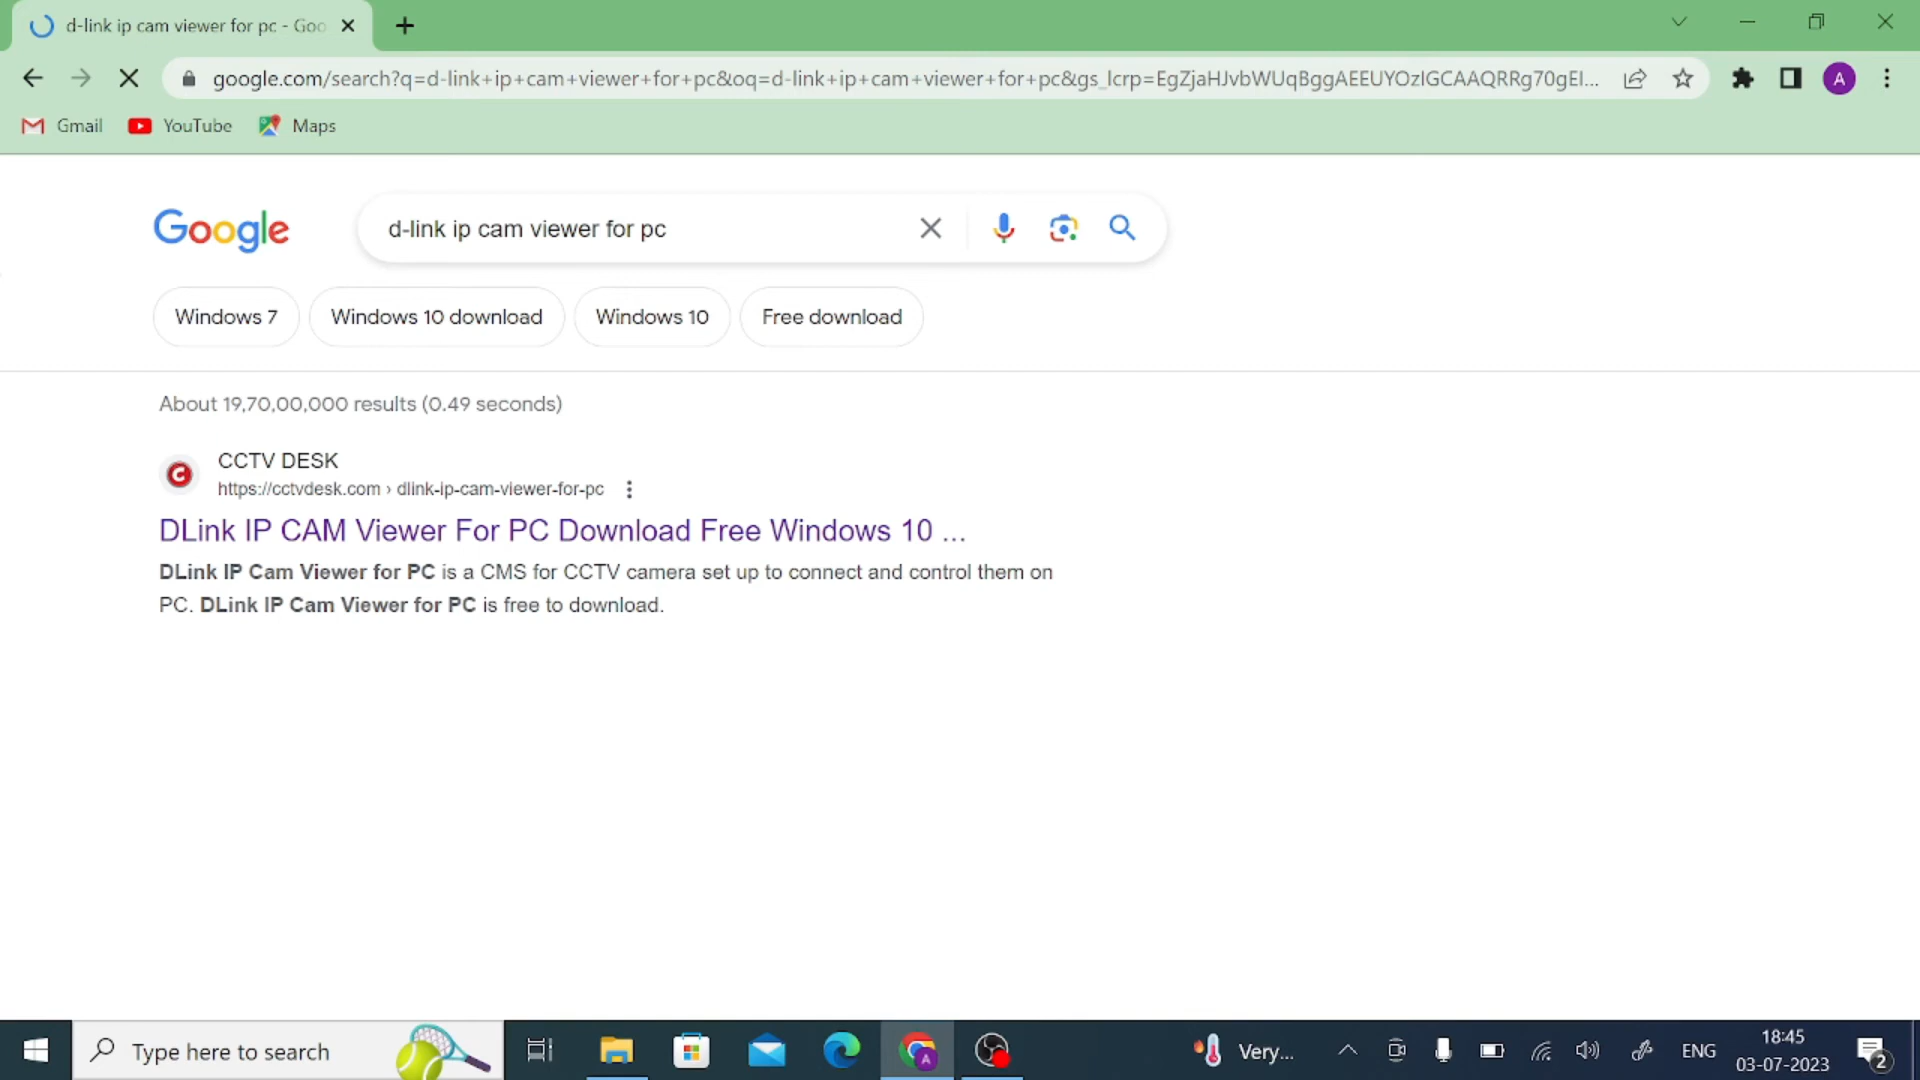 d-link ip cam viewer for pc - Goo
google.com/search?q=d-link+ip+cam+viewer+for+pc&oq=d-link+ip+cam+viewer+for+pc&gs_lcrp=EgZjaHJvbWUqBggAEEUYOzIGCAAQRRg70gEI...
A
Gmail
YouTube
Maps
Google
d-link ip cam viewer for pc
Windows 7
Windows 10 download
Windows 10
Free download
About 19,70,00,000 results (0.49 seconds)
CCTV DESK
https://cctvdesk.com › dlink-ip-cam-viewer-for-pc
DLink IP CAM Viewer For PC Download Free Windows 10 ...
DLink IP Cam Viewer for PC is a CMS for CCTV camera set up to connect and control them on
PC. DLink IP Cam Viewer for PC is free to download.
Type here to search
A
Very...
ENG
18:45
03-07-2023
2